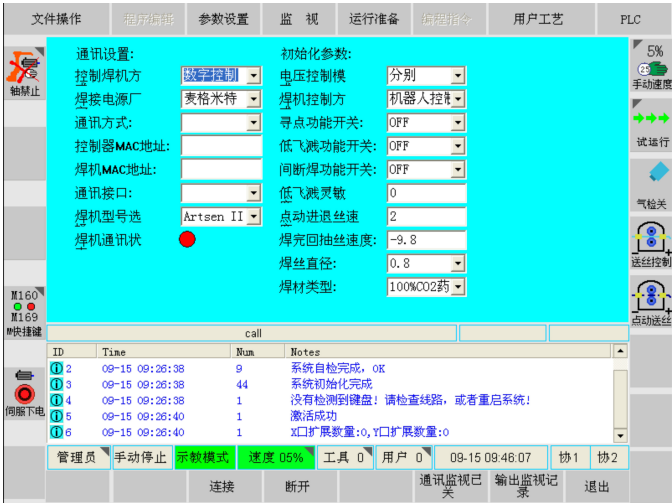 文件操作 程序编辑 参数设置 监 视 运行准备 编程指令 用户工艺 PLC
通讯设置: 初始化参数:
控制焊机方 数字控制 电压控制模 分别
焊接电源厂 麦格米特 焊机控制方 机器人控制
通讯方式: 寻点功能开关: OFF
控制器MAC地址: 低飞溅功能开关: OFF
焊机MAC地址: 间断焊功能开关: OFF
通讯接口: 低飞溅灵敏 0
焊机型号选 Artsen II 点动进退丝速 2
焊机通讯状 焊完回抽丝速度: -9.8
焊丝直径: 0.8
焊材类型: 100%CO2药
轴禁止
M160
M169
M快捷键
伺服下电
5%
手动速度
试运行
气检关
送丝控制
点动送丝
call
ID Time Num Notes
2 09-15 09:26:38 9 系统自检完成，OK
3 09-15 09:26:38 44 系统初始化完成
4 09-15 09:26:38 1 没有检测到键盘! 请检查线路，或者重启系统!
5 09-15 09:26:40 1 激活成功
6 09-15 09:26:40 1 X口扩展数量:0,Y口扩展数量:0
管理员 手动停止 示教模式 速度 05% 工具 0 用户 0 09-15 09:46:07 协1 协2
连接 断开 通讯监视已关 输出监视记录 退出